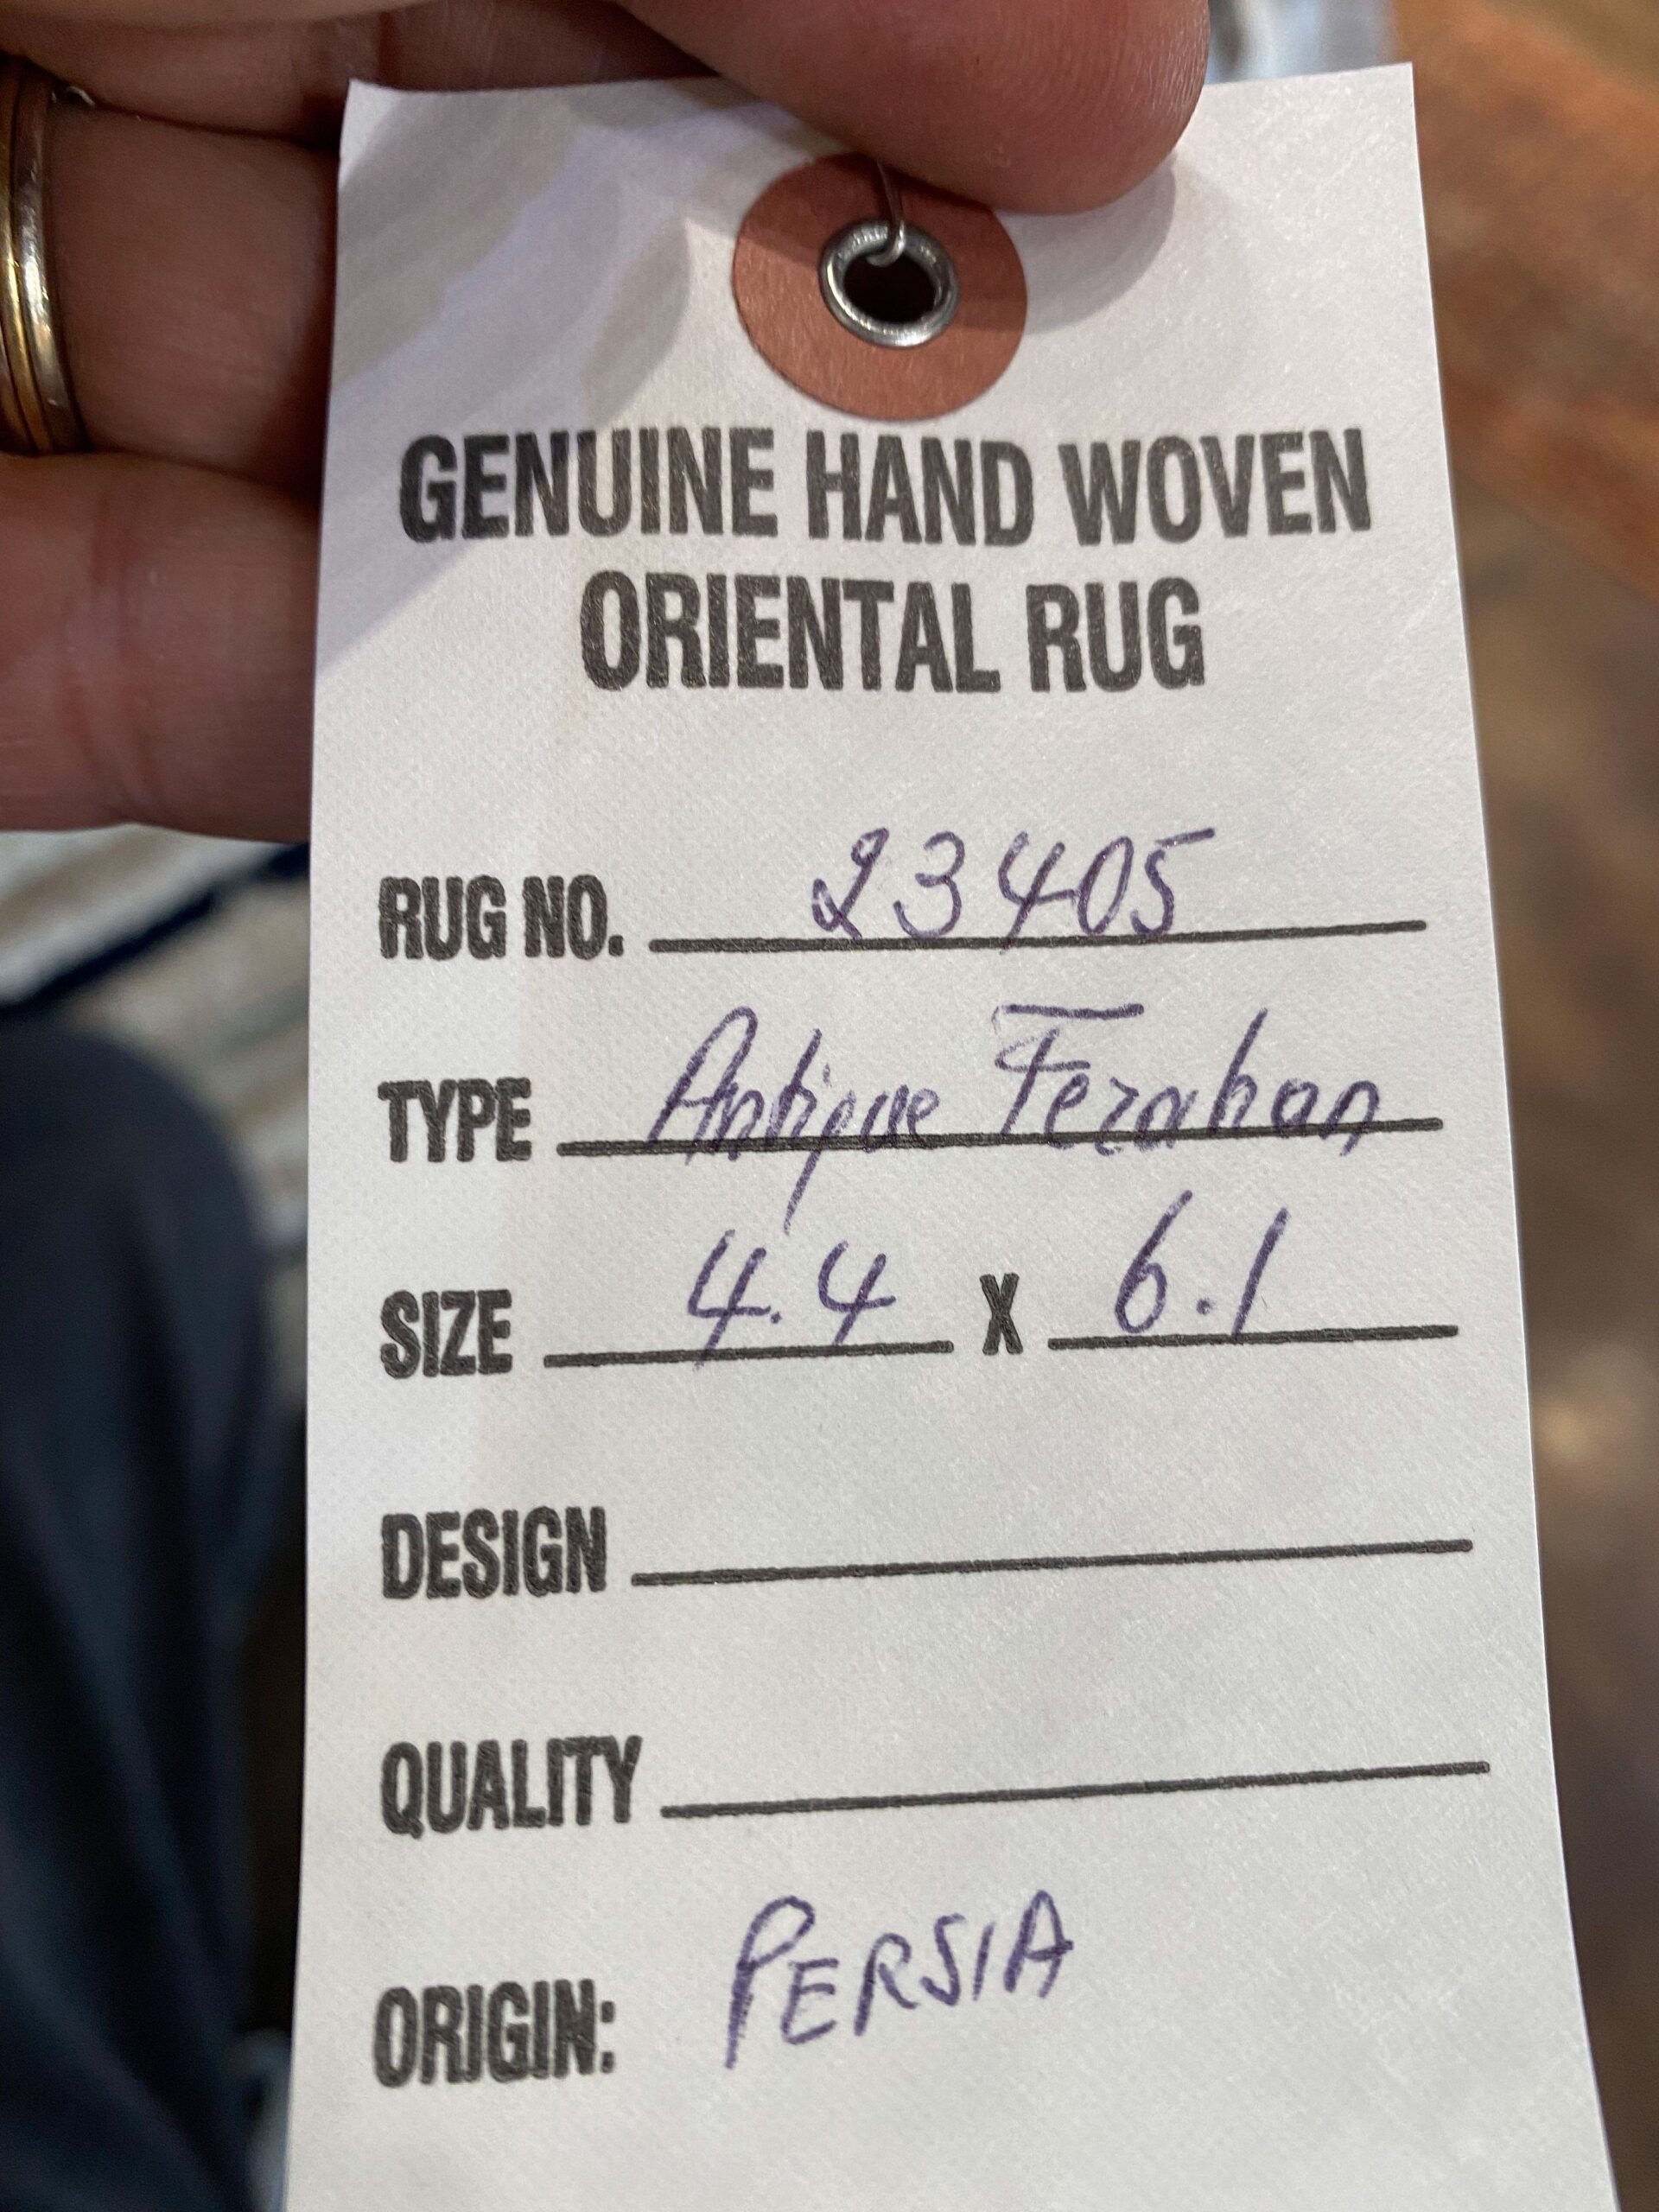 GENUINE HAND WOVEN
ORIENTAL RUG
RUG NO. 23405
TYPE Antique Ferahan
SIZE 4.4 X 6.1
DESIGN
QUALITY
ORIGIN: PERSIA